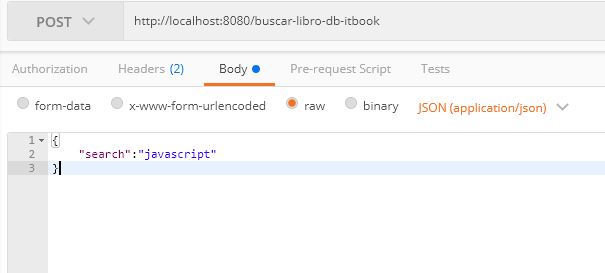 POST http://localhost:8080/buscar-libro-db-itbook
Authorization Headers (2) Body Pre-request Script Tests
form-data x-www-form-urlencoded raw binary JSON (application/json)
1 {
2 "search":"javascript"
3 }